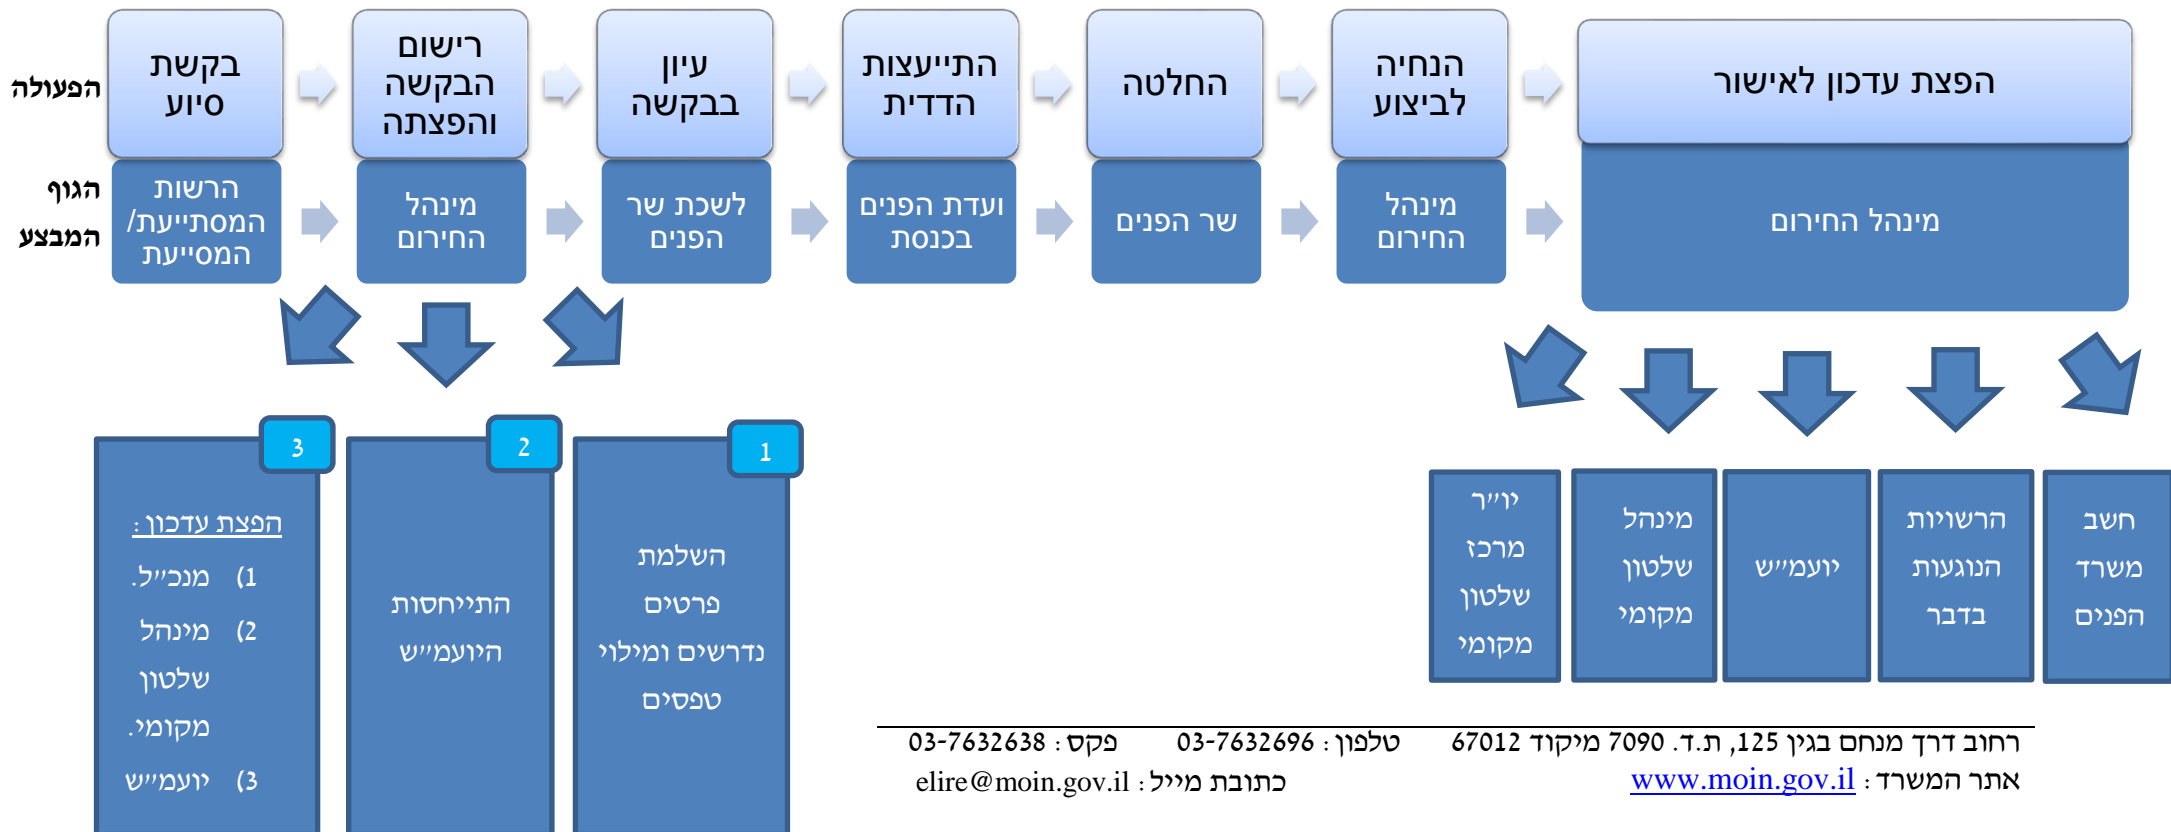 הפעולה
בקשת
סיוע
רישום
הבקשה
והפצתה
עיון
בבקשה
התייעצות
הדדית
החלטה
הנחיה
לביצוע
הפצת עדכון לאישור
הגוף
המבצע
הרשות
המסתייעת/
המסייעת
מינהל
החירום
לשכת שר
הפנים
ועדת הפנים
בכנסת
שר הפנים
מינהל
החירום
מינהל החירום
1
השלמת
פרטים
נדרשים ומילוי
טפסים
2
התייחסות
היועמ״ש
3
הפצת עדכון:
1) מנכ״ל.
2) מינהל
שלטון
מקומי.
3) יועמ״ש
חשב
משרד
הפנים
הרשויות
הנוגעות
בדבר
יועמ״ש
מינהל
שלטון
מקומי
יו״ר
מרכז
שלטון
מקומי
רחוב דרך מנחם בגין 125, ת.ד. 7090 מיקוד 67012 טלפון: 03-7632696 פקס: 03-7632638
אתר המשרד: www.moin.gov.il כתובת מייל: elire@moin.gov.il